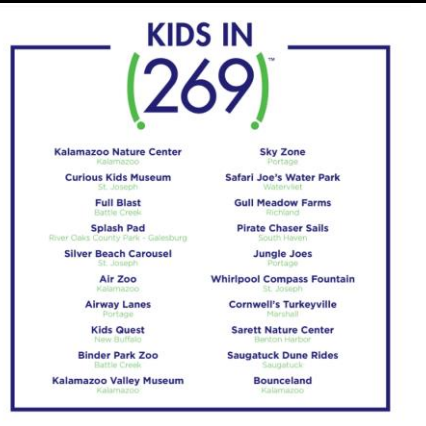 KIDS IN
(269)™
Kalamazoo Nature Center
Kalamazoo
Curious Kids Museum
St. Joseph
Full Blast
Battle Creek
Splash Pad
River Oaks County Park - Galesburg
Silver Beach Carousel
St. Joseph
Air Zoo
Kalamazoo
Airway Lanes
Portage
Kids Quest
New Buffalo
Binder Park Zoo
Battle Creek
Kalamazoo Valley Museum
Kalamazoo
Sky Zone
Portage
Safari Joe's Water Park
Watervliet
Gull Meadow Farms
Richland
Pirate Chaser Sails
South Haven
Jungle Joes
Portage
Whirlpool Compass Fountain
St. Joseph
Cornwell's Turkeyville
Marshall
Sarett Nature Center
Benton Harbor
Saugatuck Dune Rides
Saugatuck
Bounceland
Kalamazoo